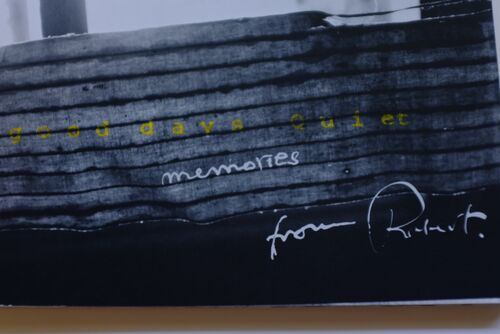 good days Quiet
memories
from Robert.